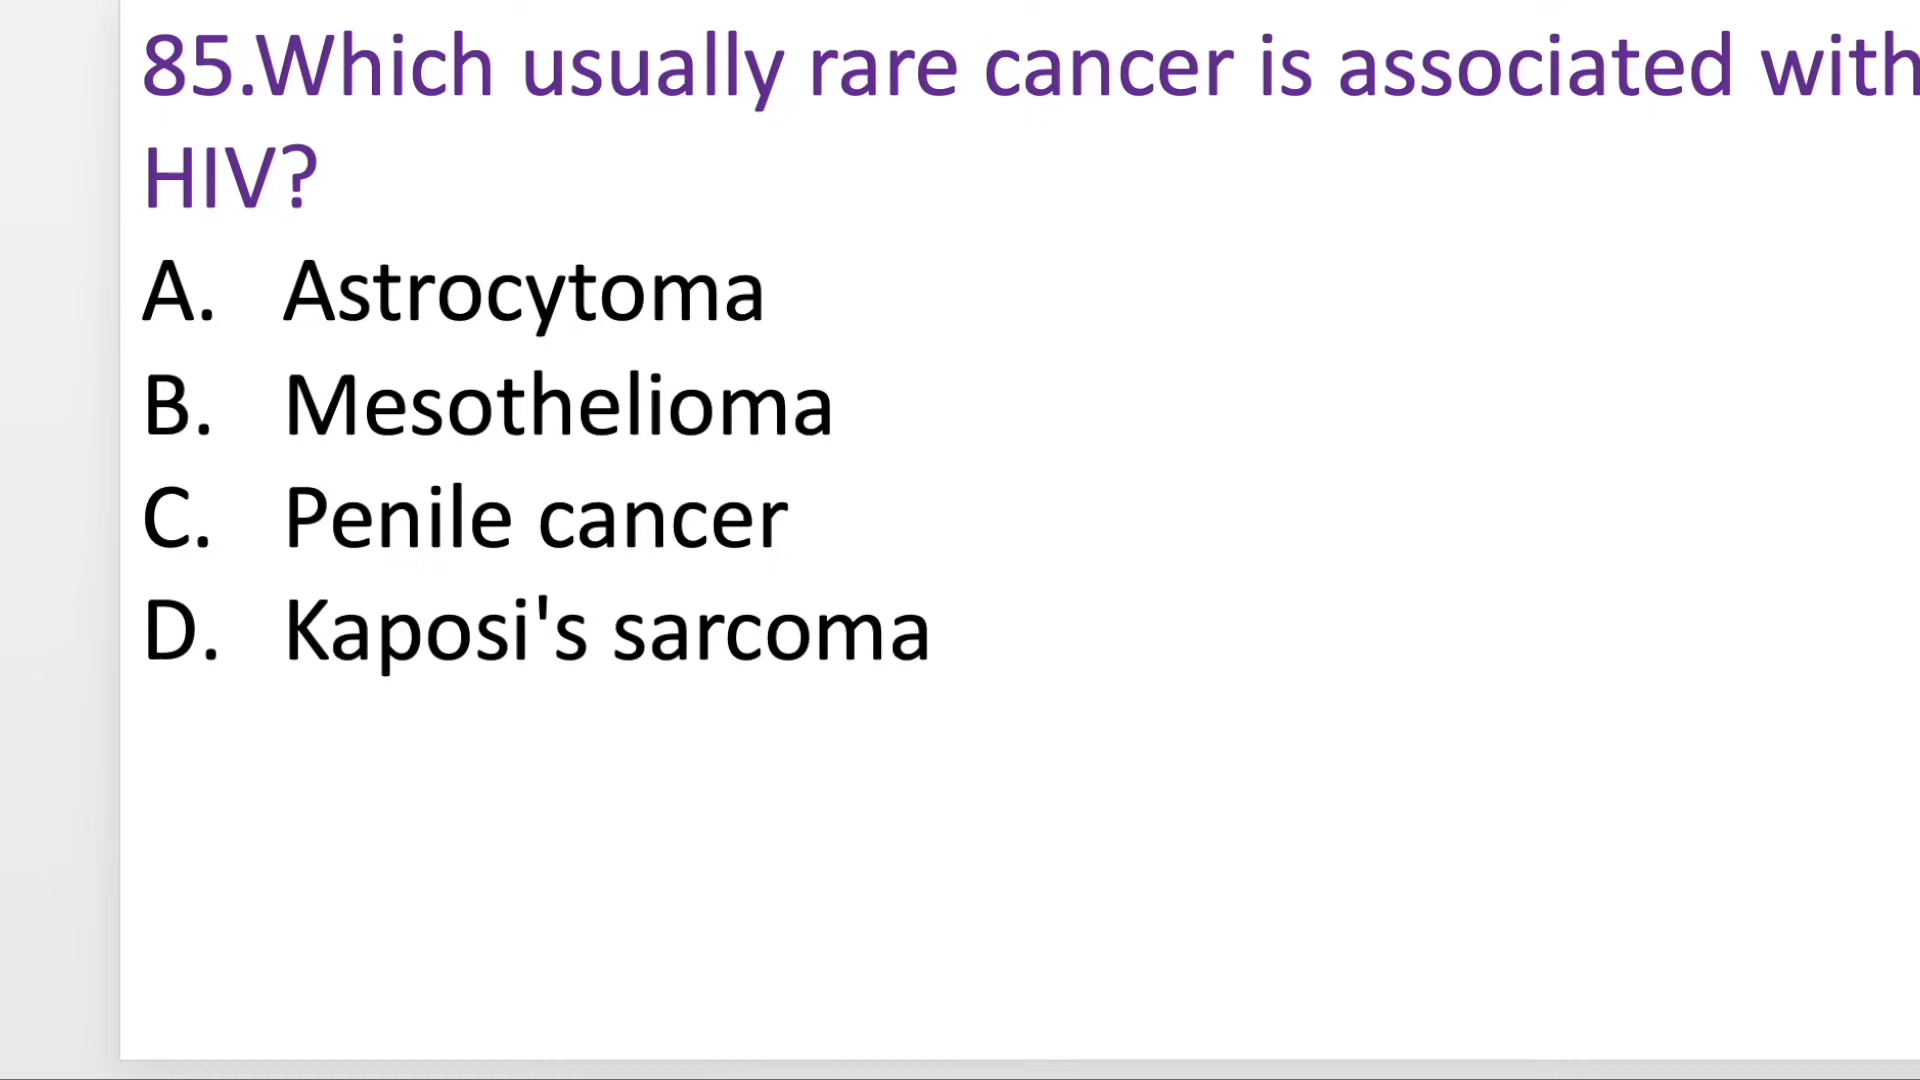 85.Which usually rare cancer is associated with
HIV?
A. Astrocytoma
B. Mesothelioma
C. Penile cancer
D. Kaposi's sarcoma